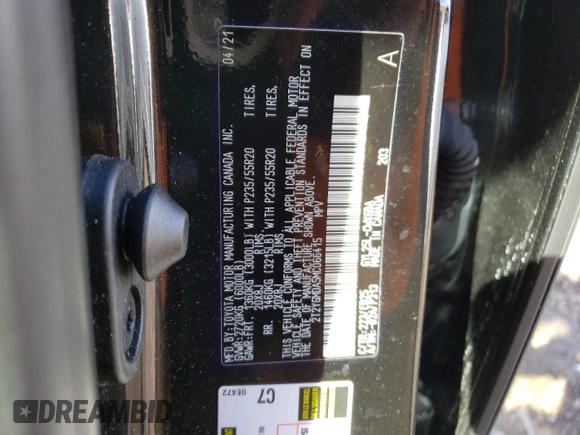 MFD.BY:TOYOTA MOTOR MANUFACTURING CANADA INC. 04/21
GVWR:2720KG (6000LB)
GAWR:FRT. 1360KG (3000LB) WITH P235/55R20 TIRES,
20X8J RIMS
RR. 1460KG (3215LB) WITH P235/55R20 TIRES,
20X8J RIMS
THIS VEHICLE CONFORMS TO ALL APPLICABLE FEDERAL MOTOR
VEHICLE SAFETY AND THEFT PREVENTION STANDARDS IN EFFECT ON
THE DATE OF MANUFACTURE SHOWN ABOVE.
MPV
A
203
C7
0E472
DREAMBID